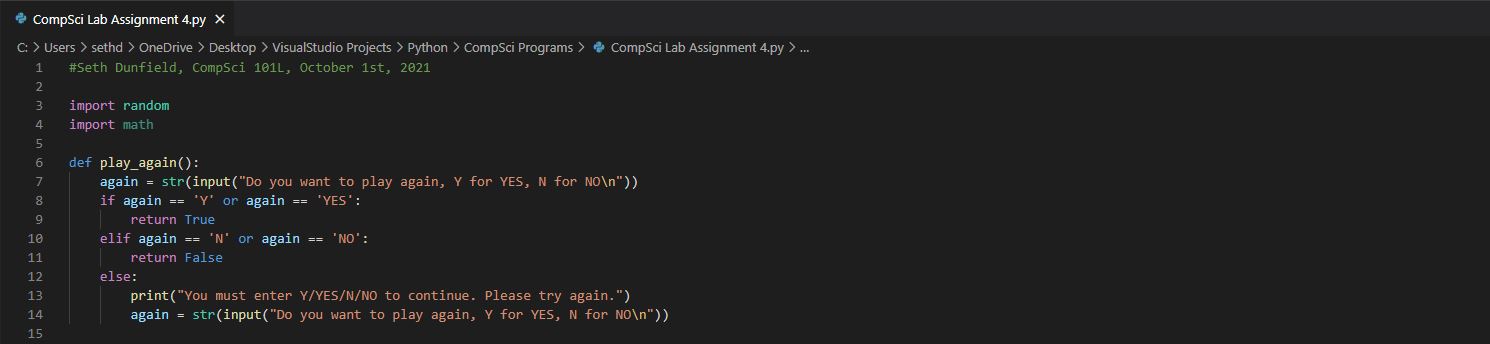 CompSci Lab Assignment 4.py ×
C: > Users > sethd > OneDrive > Desktop > VisualStudio Projects > Python > CompSci Programs > CompSci Lab Assignment 4.py > ...
1 #Seth Dunfield, CompSci 101L, October 1st, 2021
2
3 import random
4 import math
5
6 def play_again():
7     again = str(input("Do you want to play again, Y for YES, N for NO\n"))
8     if again == 'Y' or again == 'YES':
9         return True
10     elif again == 'N' or again == 'NO':
11         return False
12     else:
13         print("You must enter Y/YES/N/NO to continue. Please try again.")
14         again = str(input("Do you want to play again, Y for YES, N for NO\n"))
15